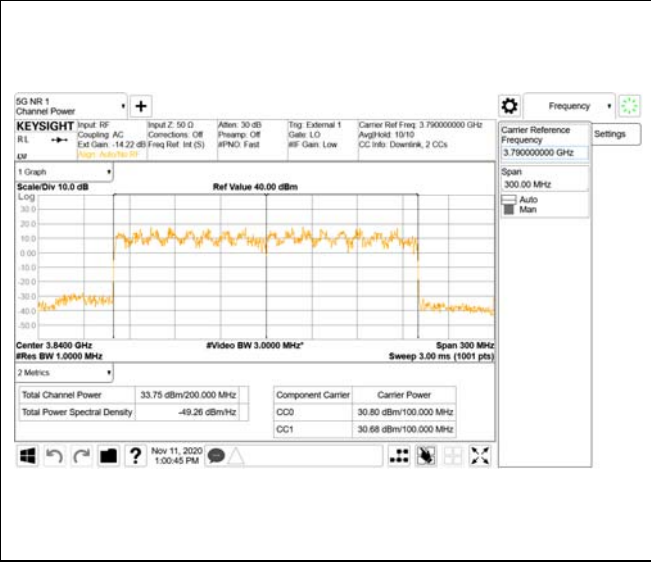 5G NR 1
Channel Power
KEYSIGHT
RL
Input: RF
Coupling: AC
Ext Gain: -14.22 dB
Align: Auto/No RF
Input Z: 50 Ω
Corrections: Off
Freq Ref: Int (S)
Atten: 30 dB
Preamp: Off
#PNO: Fast
Trig: External 1
Gate: LO
#IF Gain: Low
Carrier Ref Freq: 3.790000000 GHz
Avg|Hold: 10/10
CC Info: Downlink, 2 CCs
1 Graph
Scale/Div 10.0 dB
Ref Value 40.00 dBm
Log
30.0
20.0
10.0
0.00
-10.0
-20.0
-30.0
-40.0
-50.0
Center 3.8400 GHz
#Video BW 3.0000 MHz*
Span 300 MHz
#Res BW 1.0000 MHz
Sweep 3.00 ms (1001 pts)
2 Metrics
Total Channel Power 33.75 dBm/200.000 MHz
Total Power Spectral Density -49.26 dBm/Hz
Component Carrier Carrier Power
CC0 30.80 dBm/100.000 MHz
CC1 30.68 dBm/100.000 MHz
?
Nov 11, 2020
1:00:45 PM
Frequency
Carrier Reference
Frequency
3.790000000 GHz
Settings
Span
300.00 MHz
Auto
Man